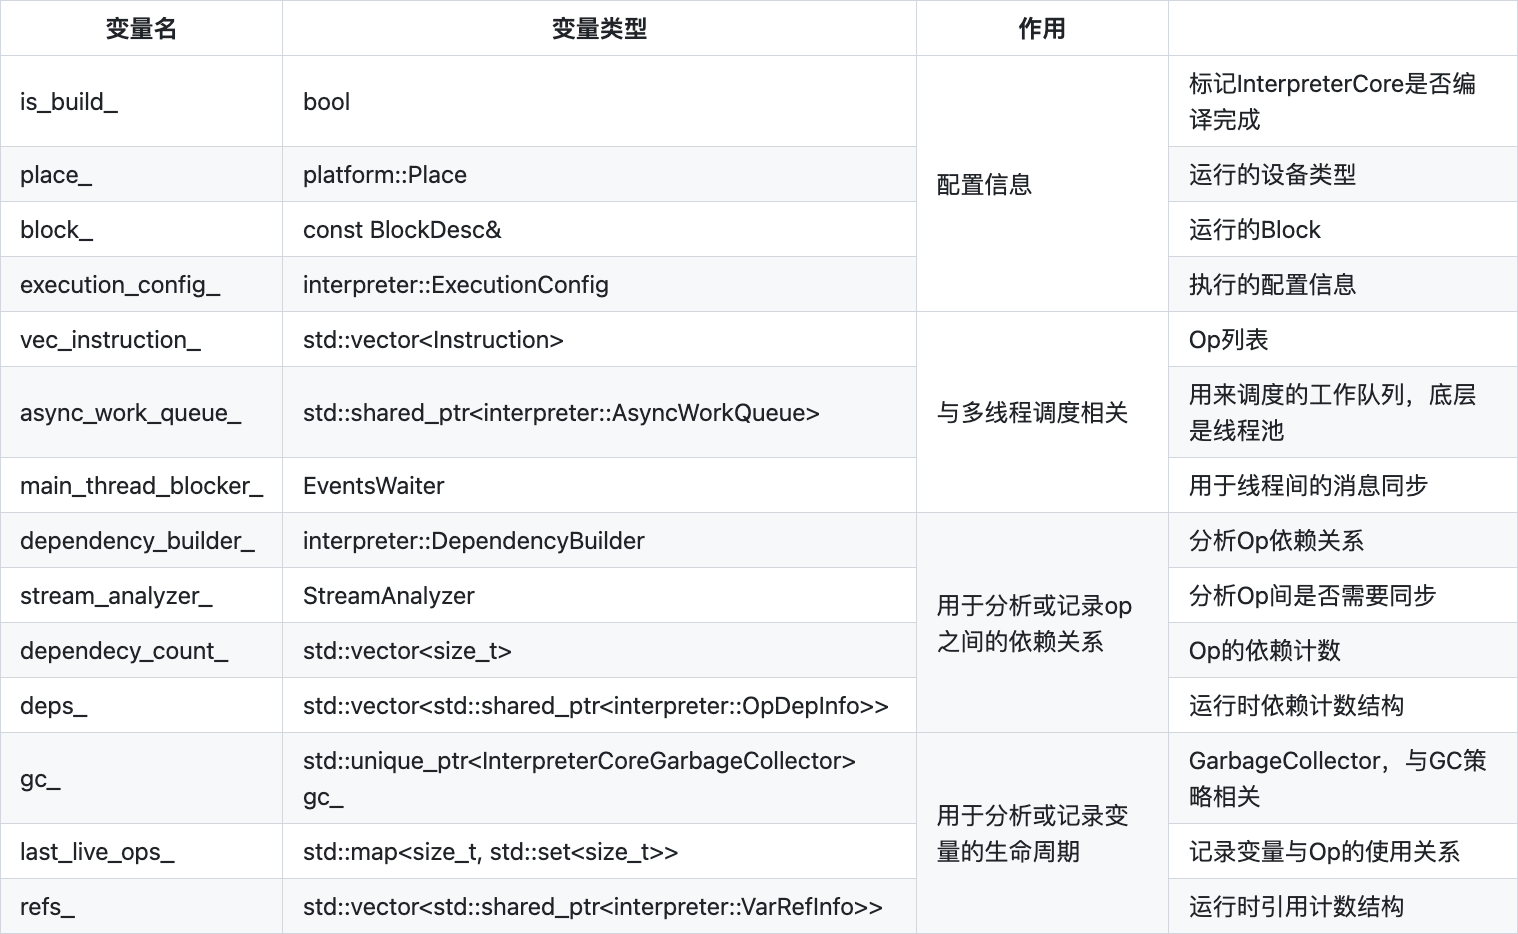 变量名 变量类型 作用
is_build_ bool 配置信息 标记InterpreterCore是否编
译完成
place_ platform::Place 运行的设备类型
block_ const BlockDesc& 运行的Block
execution_config_ interpreter::ExecutionConfig 执行的配置信息
vec_instruction_ std::vector<Instruction> 与多线程调度相关 Op列表
async_work_queue_ std::shared_ptr<interpreter::AsyncWorkQueue> 用来调度的工作队列，底层
是线程池
main_thread_blocker_ EventsWaiter 用于线程间的消息同步
dependency_builder_ interpreter::DependencyBuilder 用于分析或记录op
之间的依赖关系 分析Op依赖关系
stream_analyzer_ StreamAnalyzer 分析Op间是否需要同步
dependecy_count_ std::vector<size_t> Op的依赖计数
deps_ std::vector<std::shared_ptr<interpreter::OpDepInfo>> 运行时依赖计数结构
gc_ std::unique_ptr<InterpreterCoreGarbageCollector>
gc_ 用于分析或记录变
量的生命周期 GarbageCollector，与GC策
略相关
last_live_ops_ std::map<size_t, std::set<size_t>> 记录变量与Op的使用关系
refs_ std::vector<std::shared_ptr<interpreter::VarRefInfo>> 运行时引用计数结构